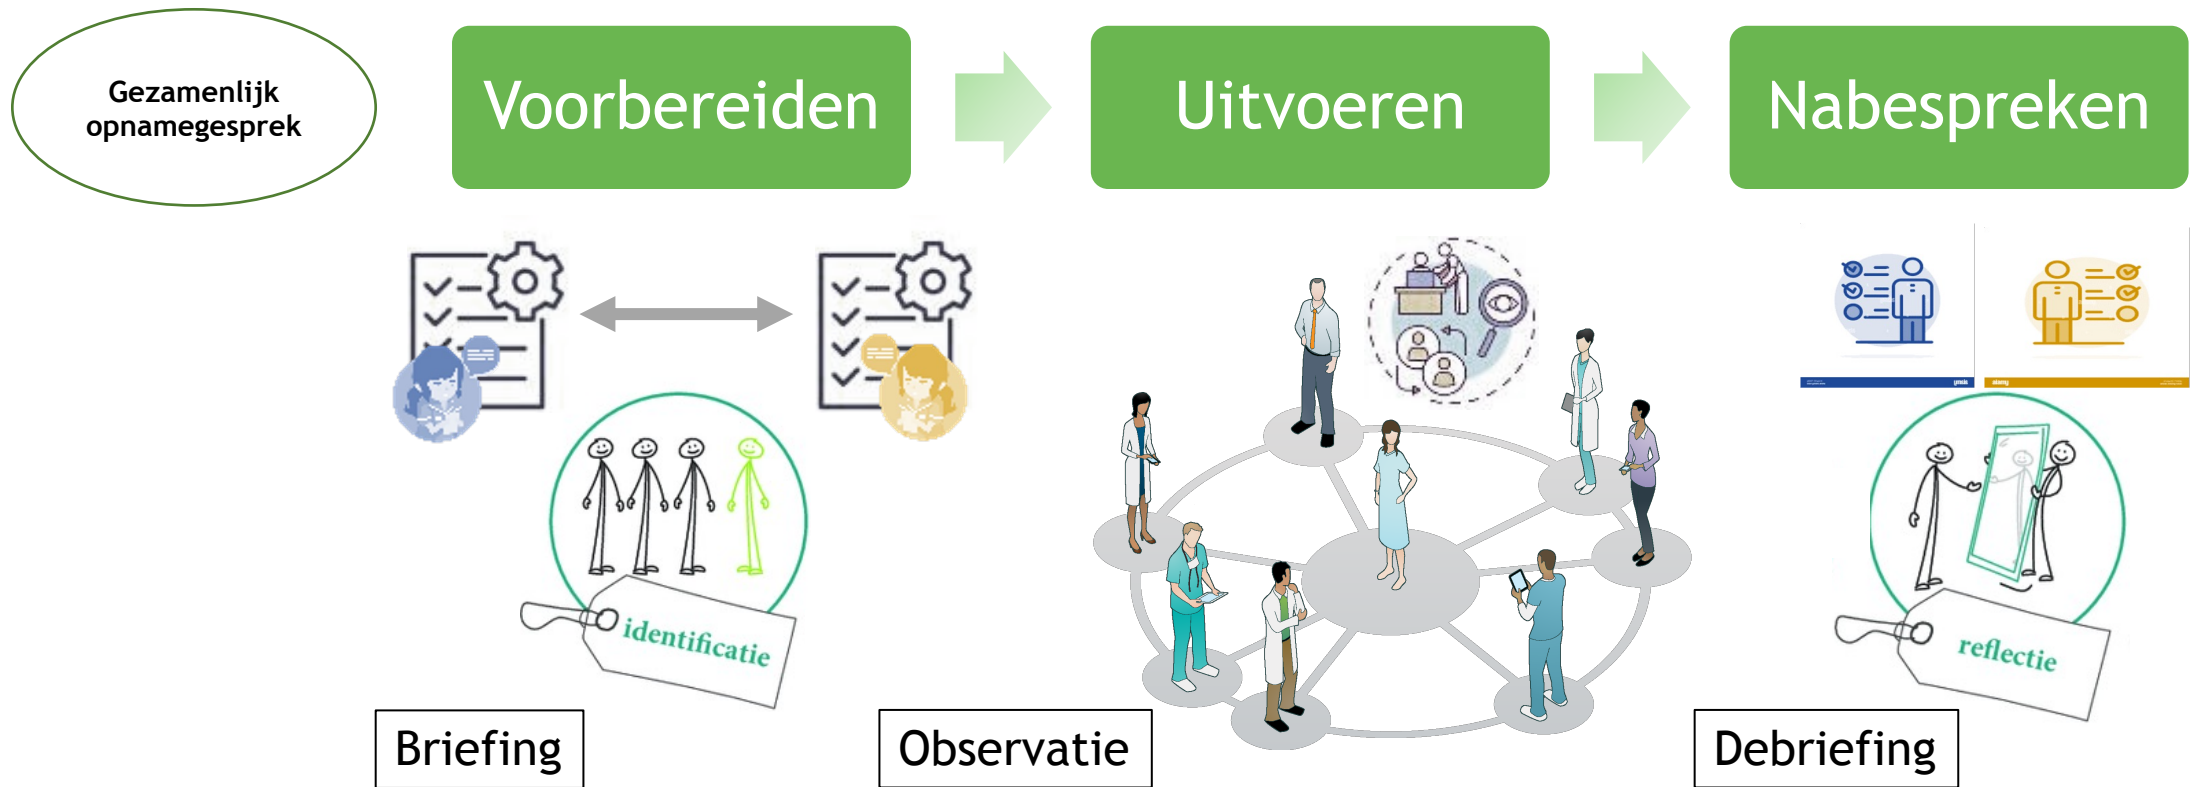 Gezamenlijk
opnamegesprek
Voorbereiden
Uitvoeren
Nabespreken
identificatie
reflectie
Briefing
Observatie
Debriefing